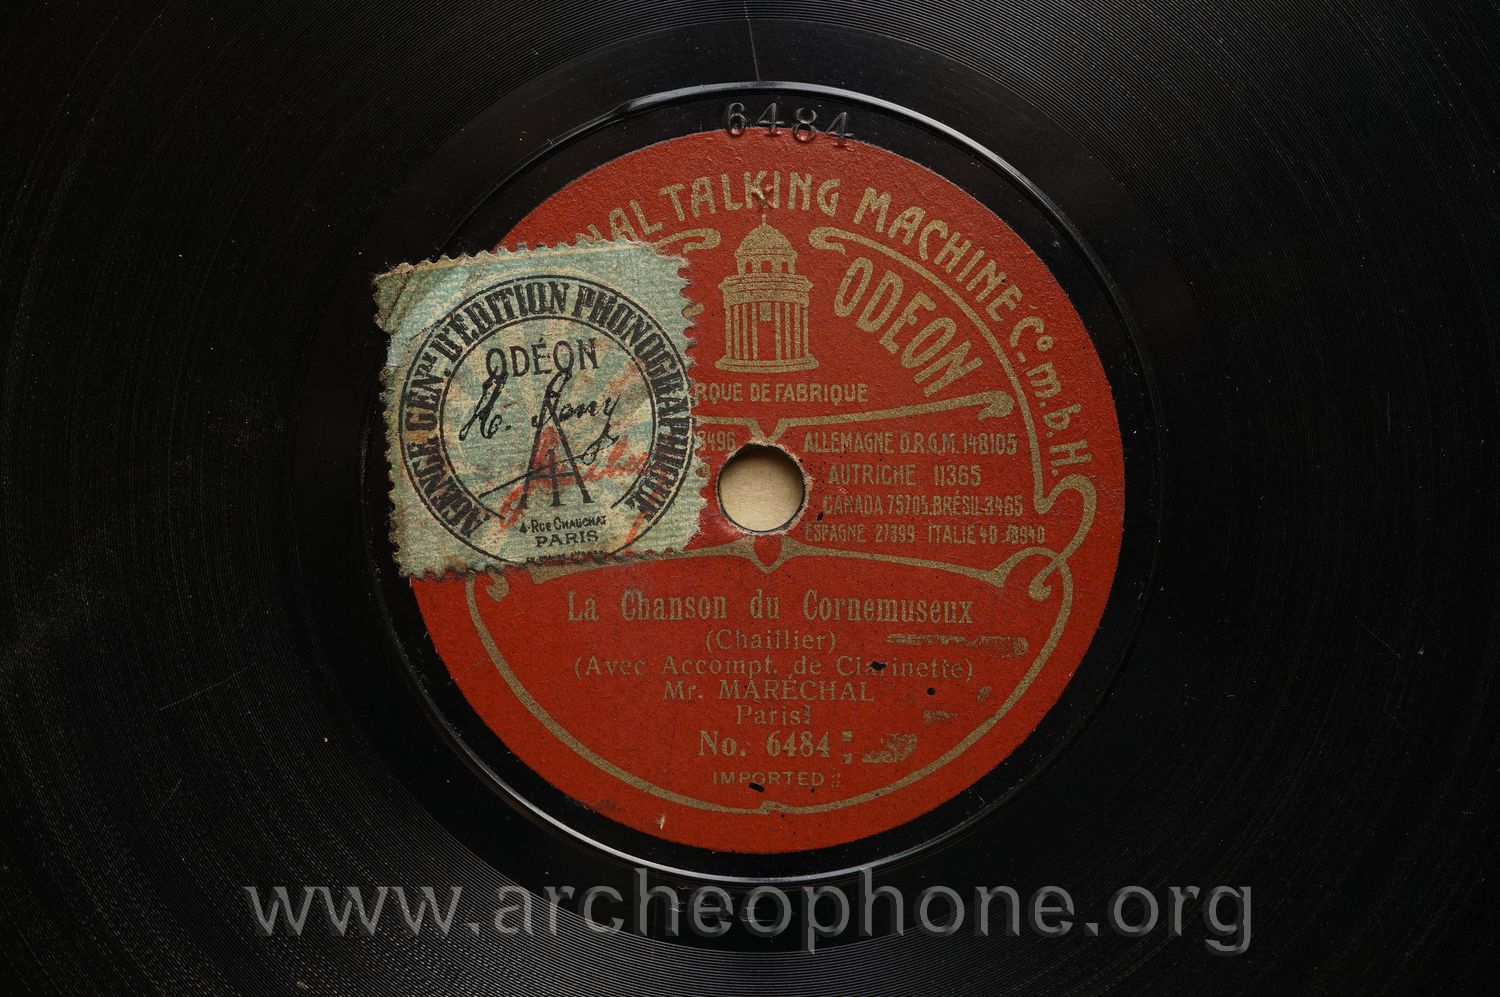 6484
NAL TALKING MACHINE Co. m.b.H.
ODEON
RQUE DE FABRIQUE
AGENCE GENle D'EDITION PHONOGRAPHIQUE
ODÉON
4 RUE CHAUCHAT
PARIS
3496 ALLEMAGNE D.R.G.M. 148105
AUTRICHE 11365
CANADA 75705. BRÉSIL 3465
ESPAGNE 27399 ITALIE 40
La Chanson du Cornemuseux
(Chaillier)
(Avec Accompt. de Clarinette)
Mr. MARÉCHAL
Paris
No. 6484
IMPORTED
www.archeophone.org